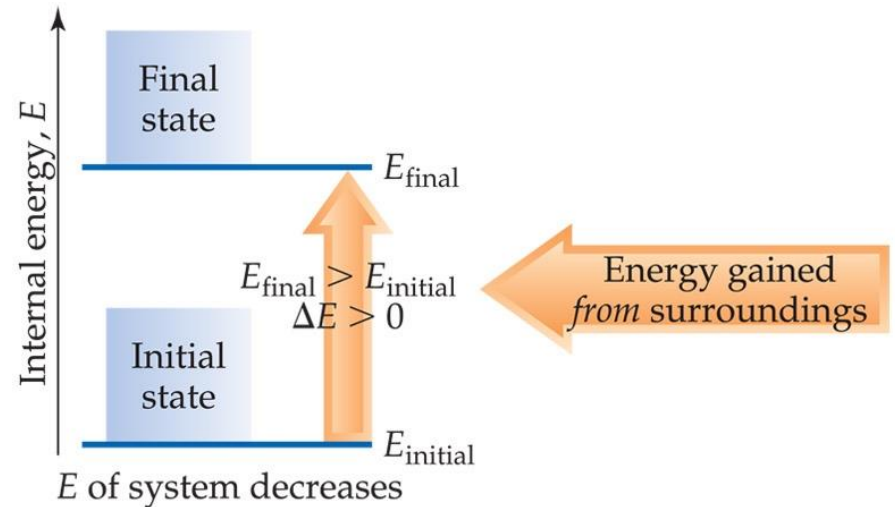 Internal energy, E
Final
state
E_final
E_final > E_initial
ΔE > 0
Energy gained
from surroundings
Initial
state
E_initial
E of system decreases